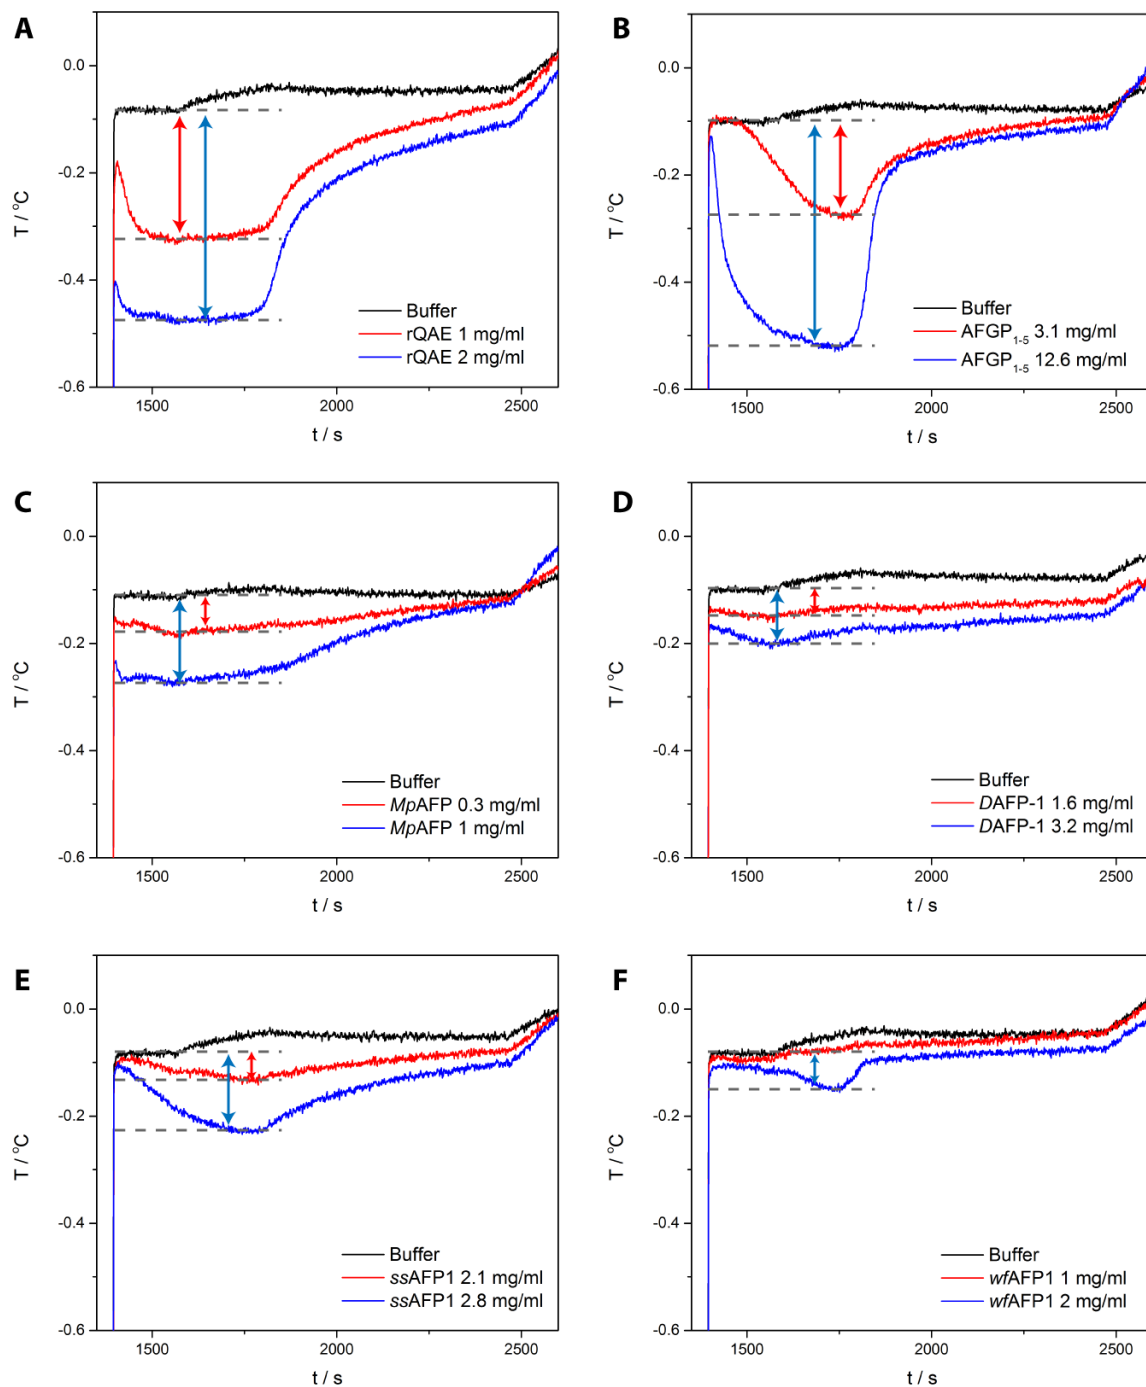 A
0.0
-0.2
-0.4
-0.6
T / °C
Buffer
rQAE 1 mg/ml
rQAE 2 mg/ml
1500
2000
2500
t / s
B
0.0
-0.2
-0.4
-0.6
T / °C
Buffer
AFGP1-5 3.1 mg/ml
AFGP1-5 12.6 mg/ml
1500
2000
2500
t / s
C
0.0
-0.2
-0.4
-0.6
T / °C
Buffer
MpAFP 0.3 mg/ml
MpAFP 1 mg/ml
1500
2000
2500
t / s
D
0.0
-0.2
-0.4
-0.6
T / °C
Buffer
DAFP-1 1.6 mg/ml
DAFP-1 3.2 mg/ml
1500
2000
2500
t / s
E
0.0
-0.2
-0.4
-0.6
T / °C
Buffer
ssAFP1 2.1 mg/ml
ssAFP1 2.8 mg/ml
1500
2000
2500
t / s
F
0.0
-0.2
-0.4
-0.6
T / °C
Buffer
wfAFP1 1 mg/ml
wfAFP1 2 mg/ml
1500
2000
2500
t / s